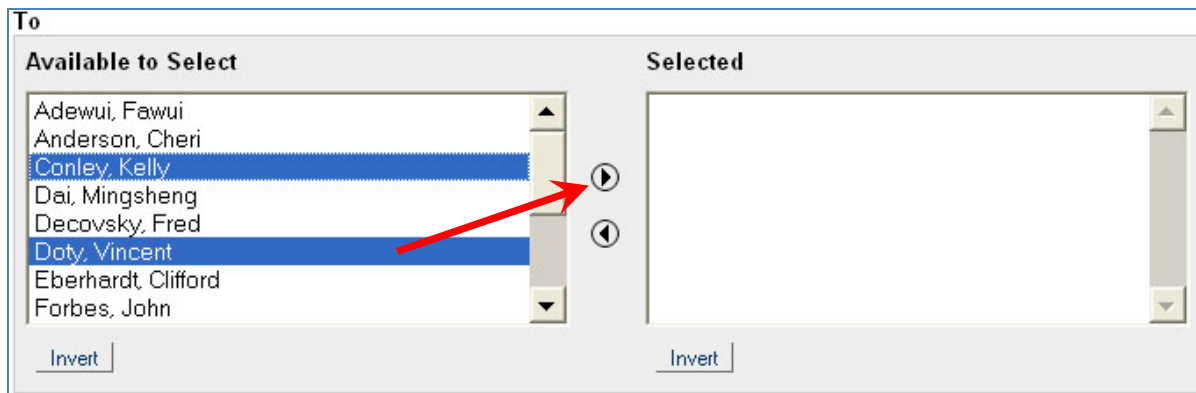 To
Available to Select
Adewui, Fawui
Anderson, Cheri
Conley, Kelly
Dai, Mingsheng
Decovsky, Fred
Doty, Vincent
Eberhardt, Clifford
Forbes, John
Invert
Selected
Invert